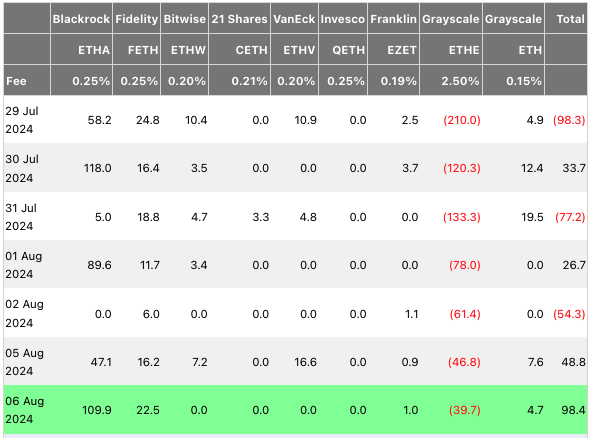 Blackrock Fidelity Bitwise 21 Shares VanEck Invesco Franklin Grayscale Grayscale Total
ETHA FETH ETHW CETH ETHV QETH EZET ETHE ETH
Fee 0.25% 0.25% 0.20% 0.21% 0.20% 0.25% 0.19% 2.50% 0.15%
29 Jul 2024 58.2 24.8 10.4 0.0 10.9 0.0 2.5 (210.0) 4.9 (98.3)
30 Jul 2024 118.0 16.4 3.5 0.0 0.0 0.0 3.7 (120.3) 12.4 33.7
31 Jul 2024 5.0 18.8 4.7 3.3 4.8 0.0 0.0 (133.3) 19.5 (77.2)
01 Aug 2024 89.6 11.7 3.4 0.0 0.0 0.0 0.0 (78.0) 0.0 26.7
02 Aug 2024 0.0 6.0 0.0 0.0 0.0 0.0 1.1 (61.4) 0.0 (54.3)
05 Aug 2024 47.1 16.2 7.2 0.0 16.6 0.0 0.9 (46.8) 7.6 48.8
06 Aug 2024 109.9 22.5 0.0 0.0 0.0 0.0 1.0 (39.7) 4.7 98.4